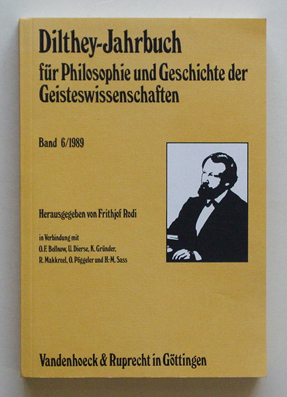 Dilthey-Jahrbuch
für Philosophie und Geschichte der
Geisteswissenschaften
Band 6/1989
Herausgegeben von Frithjof Rodi
in Verbindung mit
O. F. Bollnow, U. Dierse, K. Gründer,
R. Makkreel, O. Pöggeler und H.-M. Sass
Vandenhoeck & Ruprecht in Göttingen